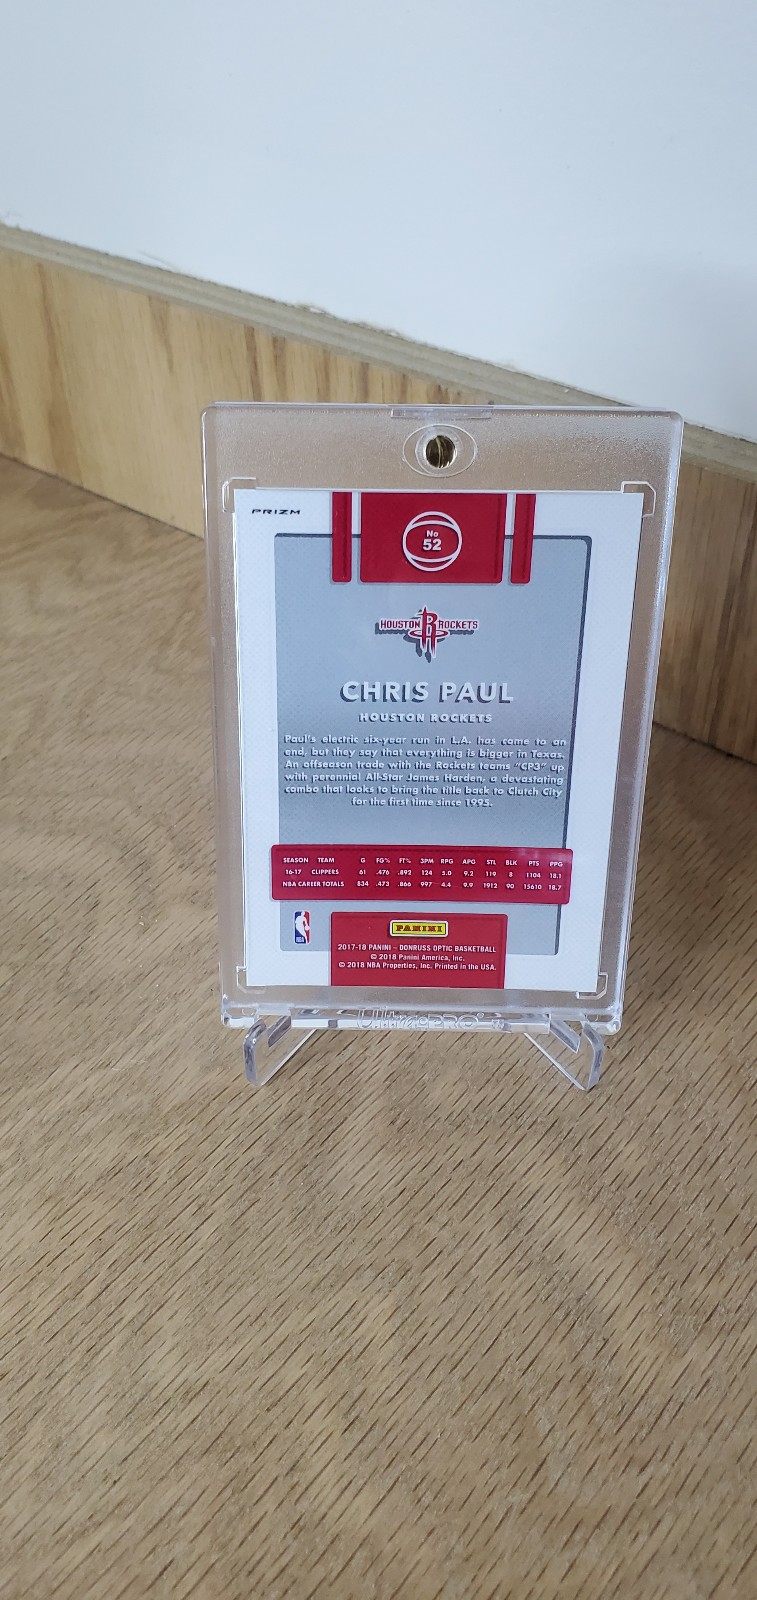 PRIZM
No
52
HOUSTON ROCKETS
CHRIS PAUL
HOUSTON ROCKETS
Paul's electric six-year run in L.A. has come to an
end, but they say that everything is bigger in Texas.
An offseason trade with the Rockets teams "CP3" up
with perennial All-Star James Harden, a devastating
combo that looks to bring the title back to Clutch City
for the first time since 1995.
SEASON TEAM G FG% FT% 3PM RPG APG STL BLK PTS PPG
16-17 CLIPPERS 61 .476 .892 124 5.0 9.2 119 8 1104 18.1
NBA CAREER TOTALS 834 .473 .866 997 4.4 9.9 1912 90 15610 18.7
PANINI
NBA
2017-18 PANINI – DONRUSS OPTIC BASKETBALL
© 2018 Panini America, Inc.
© 2018 NBA Properties, Inc. Printed in the USA.
Ultra PRO